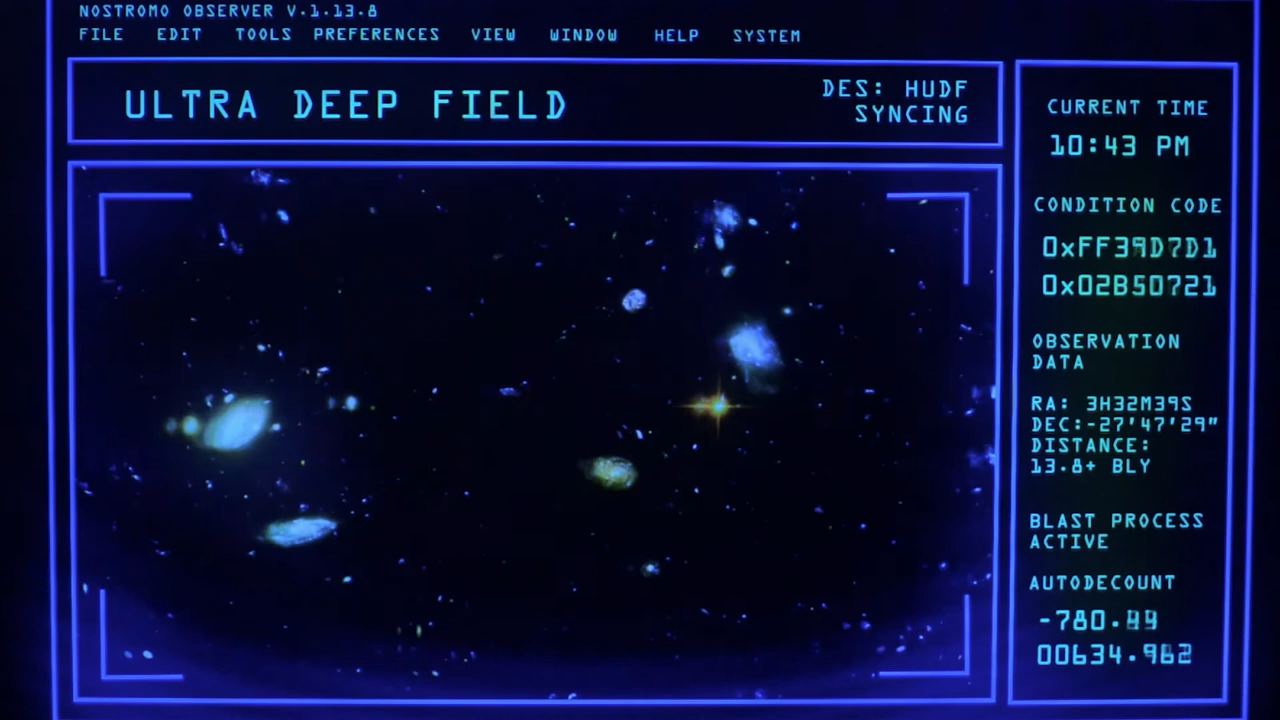 NOSTROMO OBSERVER V.1.13.8
FILE EDIT TOOLS PREFERENCES VIEW WINDOW HELP SYSTEM
ULTRA DEEP FIELD
DES: HUDF
SYNCING
CURRENT TIME
10:43 PM
CONDITION CODE
0xFF39D7D1
0x02B50721
OBSERVATION
DATA
RA: 3H32M39S
DEC:-27'47'29"
DISTANCE:
13.8+ BLY
BLAST PROCESS
ACTIVE
AUTODECOUNT
-780.
00634.962